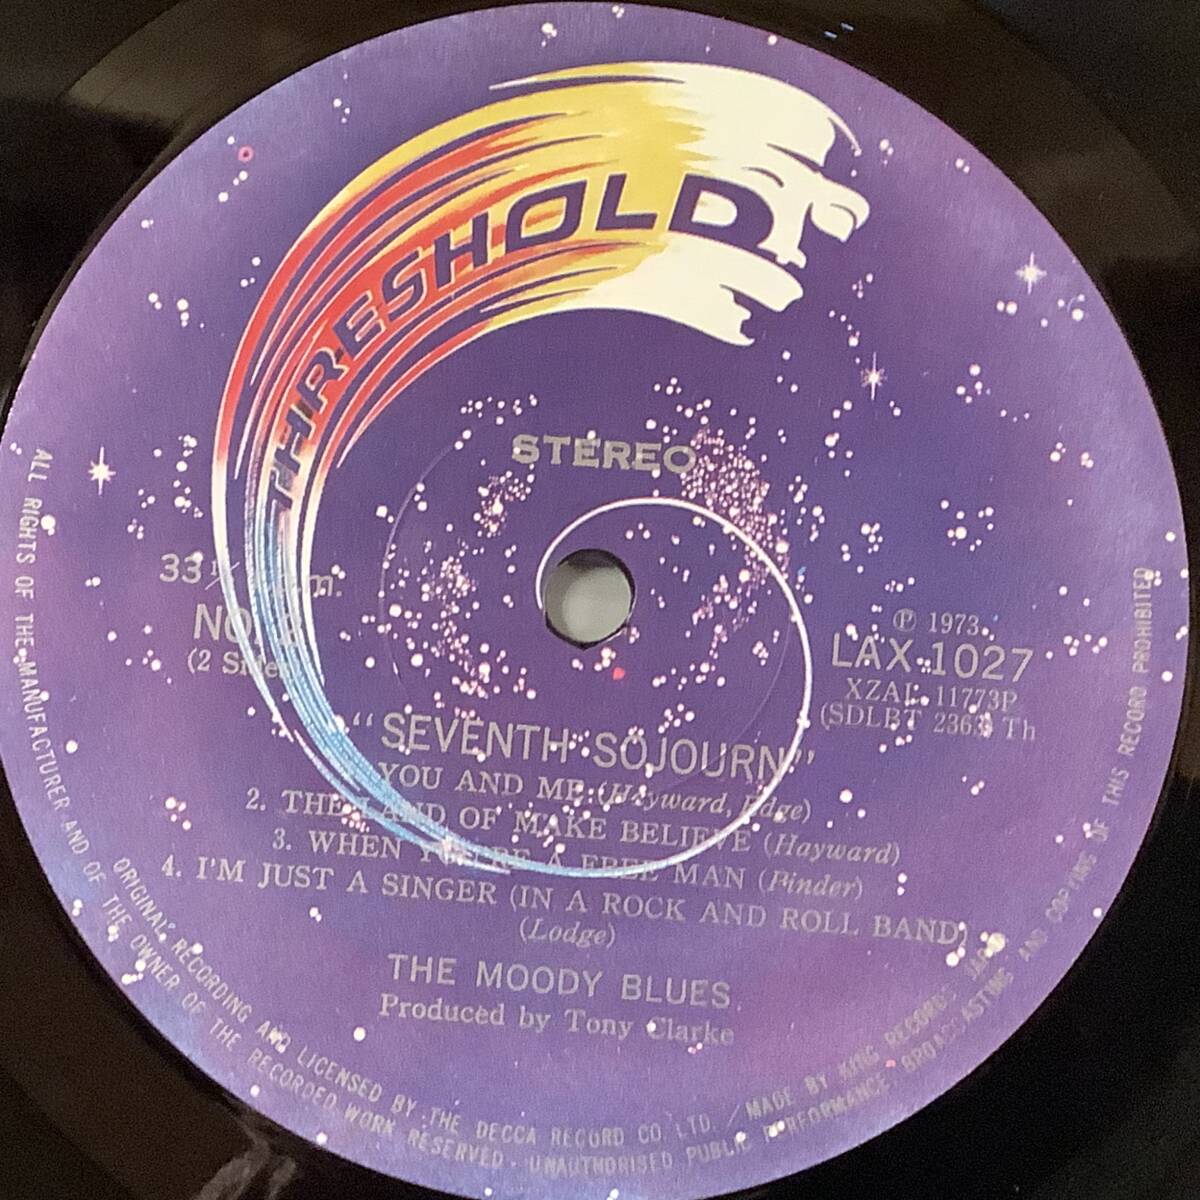 THRESHOLD
STEREO
33 1/3 r.p.m.
NO. 2
(2 Sides)
Ⓟ 1973
LAX 1027
XZAL 11773P
(SDLBT 2363) Th
"SEVENTH SOJOURN"
1. YOU AND ME (Hayward, Edge)
2. THE LAND OF MAKE BELIEVE (Hayward)
3. WHEN YOU'RE A FREE MAN (Pinder)
4. I'M JUST A SINGER (IN A ROCK AND ROLL BAND)
(Lodge)
THE MOODY BLUES
Produced by Tony Clarke
ORIGINAL RECORDING AND LICENSED BY THE DECCA RECORD CO. LTD. / MADE BY KING RECORDS JAPAN
ALL RIGHTS OF THE MANUFACTURER AND OF THE OWNER OF THE RECORDED WORK RESERVED · UNAUTHORISED PUBLIC PERFORMANCE BROADCASTING AND COPYING OF THIS RECORD PROHIBITED